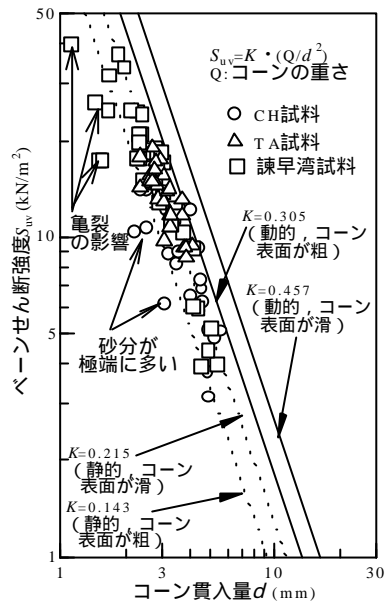 S_uv=K・(Q/d²)
Q：コーンの重さ
○ CH試料
△ TA試料
□ 諫早湾試料
50
10
5
1
ベーンせん断強度S_uv (kN/m²)
亀裂
の影響
砂分が
極端に多い
K=0.305
（動的，コーン
表面が粗）
K=0.457
（動的，コーン
表面が滑）
K=0.215
（静的，コーン
表面が滑）
K=0.143
（静的，コーン
表面が粗）
1 3 10 30
コーン貫入量d (mm)